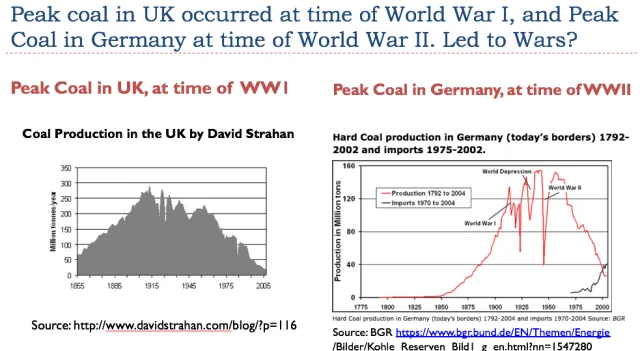 Peak coal in UK occurred at time of World War I, and Peak
Coal in Germany at time of World War II. Led to Wars?
Peak Coal in UK, at time of WW1
Coal Production in the UK by David Strahan
Million tonnes year
350
300
250
200
150
100
50
0
1855 1885 1915 1945 1975 2005
Source: http://www.davidstrahan.com/blog/?p=116
Peak Coal in Germany, at time of WWII
Hard Coal production in Germany (today's borders) 1792-
2002 and imports 1975-2002.
Production in Million tons
160
120
80
40
0
World Depression
Production 1792 to 2004
Imports 1970 to 2004
World War II
World War I
1775 1800 1825 1850 1875 1900 1925 1950 1975 2000
Hard Coal production in Germany (today's borders) 1792-2004 and imports 1970-2004 Source: BGR
Source: BGR https://www.bgr.bund.de/EN/Themen/Energie
/Bilder/Kohle_Reserven_Bild1_g_en.html?nn=1547280